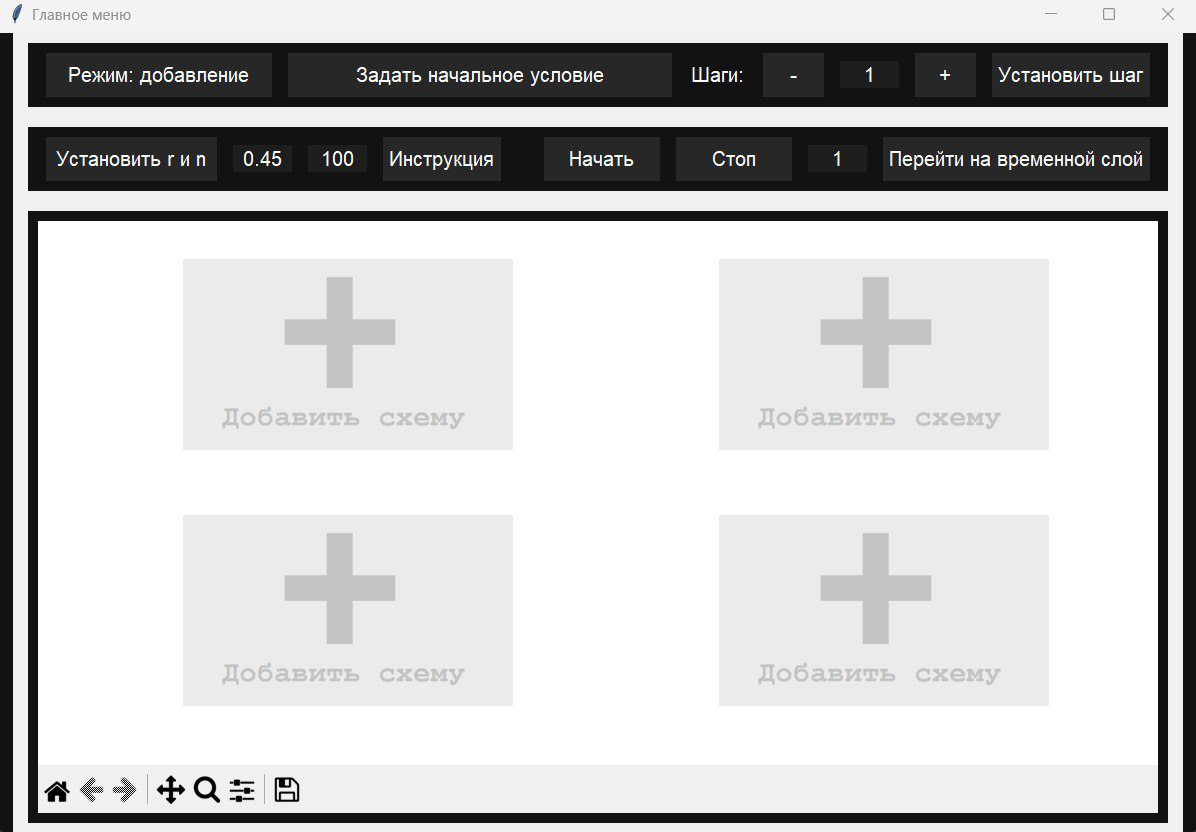 Главное меню
Режим: добавление Задать начальное условие Шаги: - 1 + Установить шаг
Установить r и n 0.45 100 Инструкция Начать Стоп 1 Перейти на временной слой
Добавить схему Добавить схему
Добавить схему Добавить схему